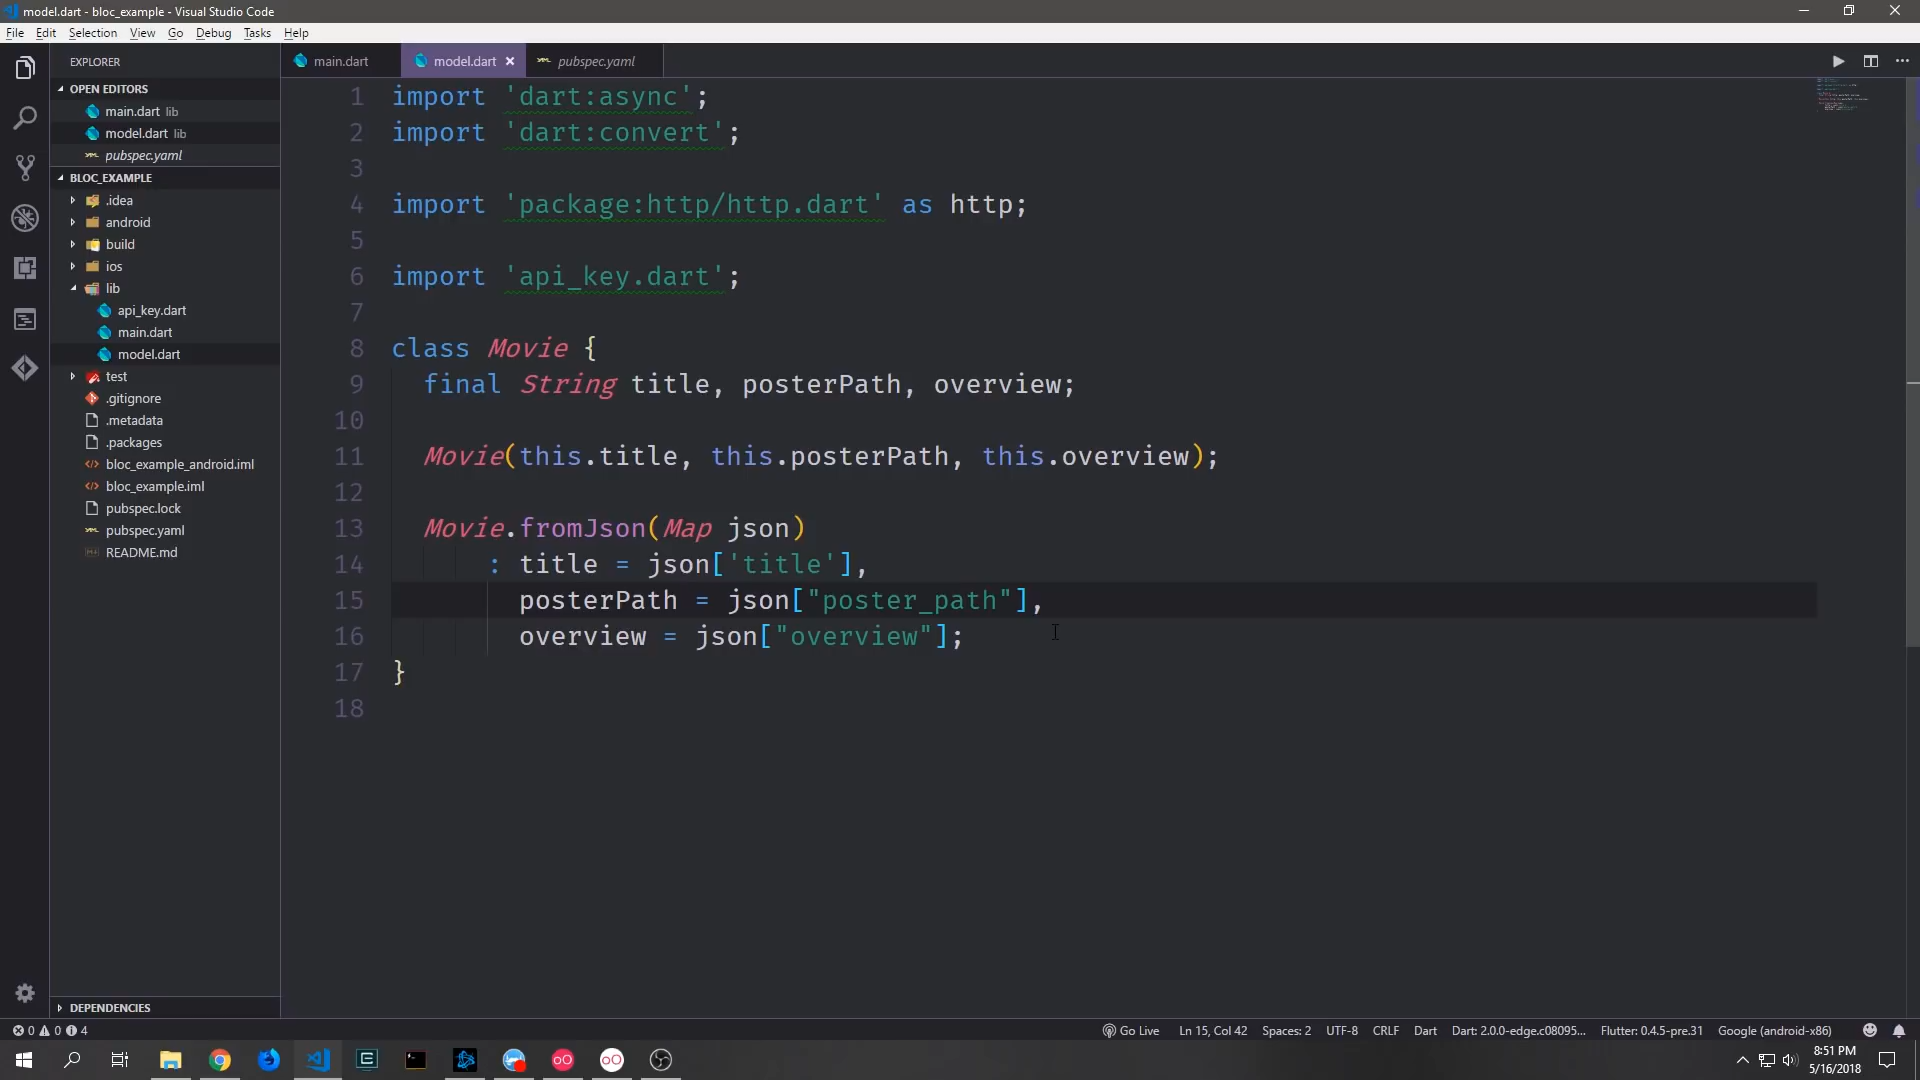 model.dart - bloc_example - Visual Studio Code
File Edit Selection View Go Debug Tasks Help
EXPLORER
OPEN EDITORS
main.dart lib
model.dart lib
pubspec.yaml
BLOC_EXAMPLE
.idea
android
build
ios
lib
api_key.dart
main.dart
model.dart
test
.gitignore
.metadata
.packages
bloc_example_android.iml
bloc_example.iml
pubspec.lock
pubspec.yaml
README.md
DEPENDENCIES
main.dart model.dart pubspec.yaml
1 import 'dart:async';
2 import 'dart:convert';
3
4 import 'package:http/http.dart' as http;
5
6 import 'api_key.dart';
7
8 class Movie {
9 final String title, posterPath, overview;
10
11 Movie(this.title, this.posterPath, this.overview);
12
13 Movie.fromJson(Map json)
14 : title = json['title'],
15 posterPath = json["poster_path"],
16 overview = json["overview"];
17 }
18
0 0 4 Go Live Ln 15, Col 42 Spaces: 2 UTF-8 CRLF Dart Dart: 2.0.0-edge.c08095... Flutter: 0.4.5-pre.31 Google (android-x86)
8:51 PM
5/16/2018